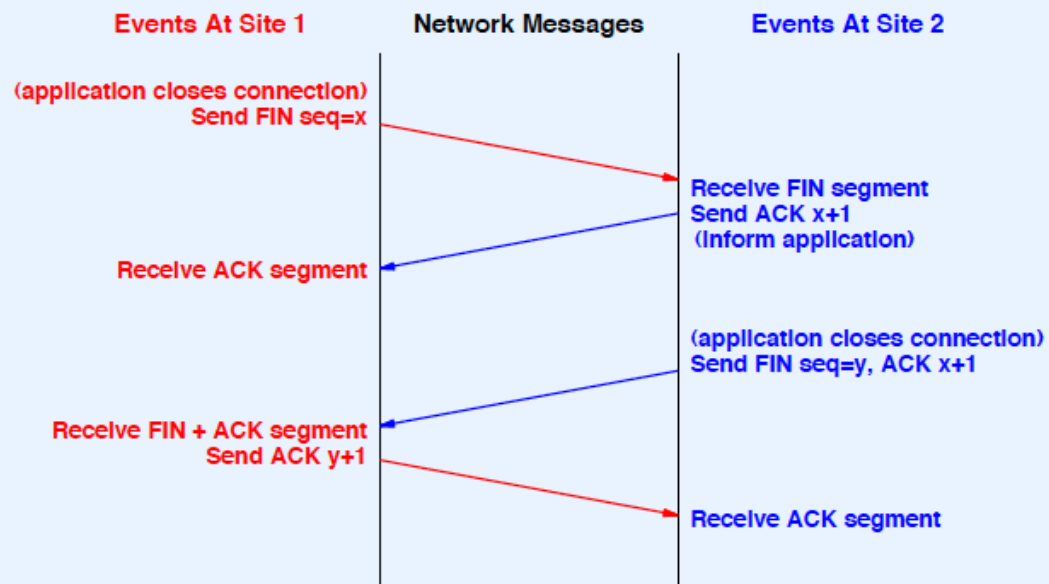 Events At Site 1
Network Messages
Events At Site 2
(application closes connection)
Send FIN seq=x
Receive FIN segment
Send ACK x+1
(inform application)
Receive ACK segment
(application closes connection)
Send FIN seq=y, ACK x+1
Receive FIN + ACK segment
Send ACK y+1
Receive ACK segment